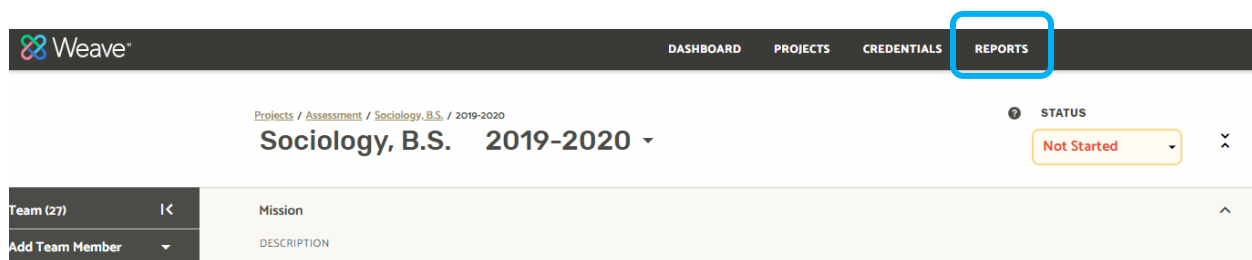 Weave™
DASHBOARD PROJECTS CREDENTIALS REPORTS
Projects / Assessment / Sociology, B.S. / 2019-2020
Sociology, B.S. 2019-2020
? STATUS
Not Started
Team (27)
Add Team Member
Mission
DESCRIPTION